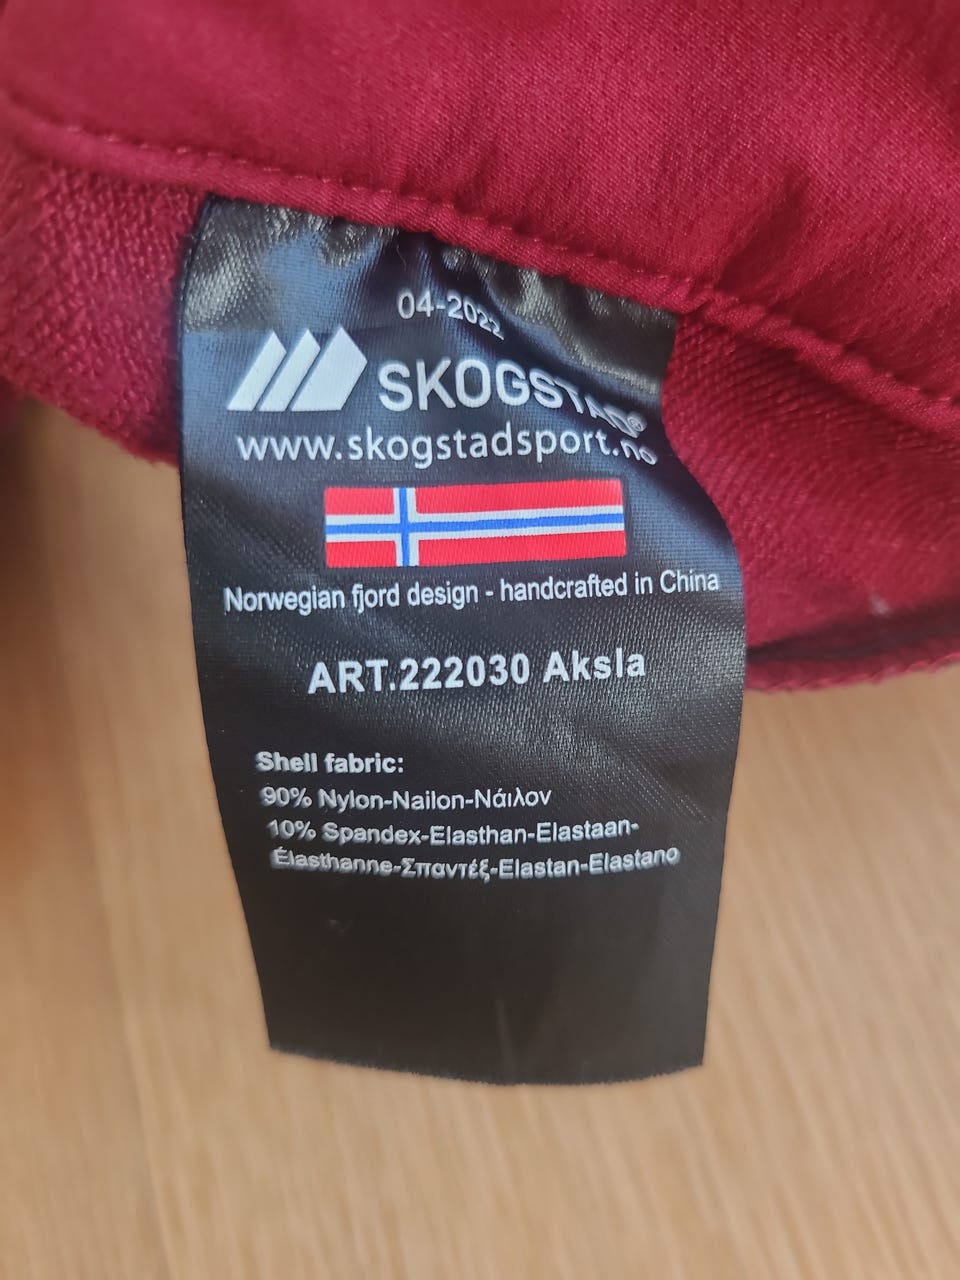 04-2022
SKOGSTAD®
www.skogstadsport.no
Norwegian fjord design - handcrafted in China
ART.222030 Aksla
Shell fabric:
90% Nylon-Nailon-Νάιλον
10% Spandex-Elasthan-Elastaan-
Élasthanne-Σπαντέξ-Elastan-Elastano